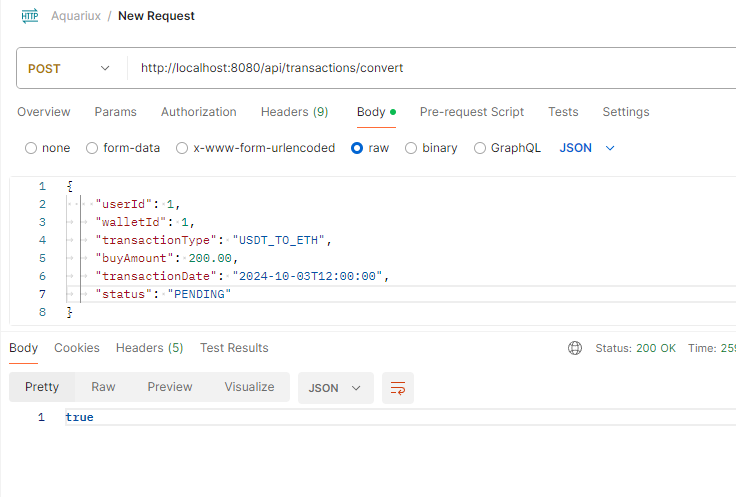 HTTP Aquariux / New Request
POST http://localhost:8080/api/transactions/convert
Overview Params Authorization Headers (9) Body Pre-request Script Tests Settings
none form-data x-www-form-urlencoded raw binary GraphQL JSON
1 {
2 "userId": 1,
3 "walletId": 1,
4 "transactionType": "USDT_TO_ETH",
5 "buyAmount": 200.00,
6 "transactionDate": "2024-10-03T12:00:00",
7 "status": "PENDING"
8 }
Body Cookies Headers (5) Test Results Status: 200 OK Time: 259
Pretty Raw Preview Visualize JSON
1 true